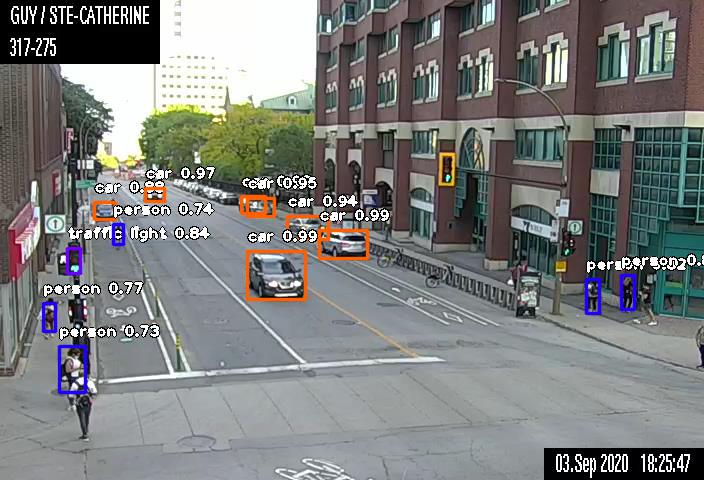 GUY / STE-CATHERINE
317-275
car 0.97
car 0.95
person 0.74
car 0.94
car 0.99
traffic light 0.84
car 0.99
person 0.77
person 0.73
03.Sep 2020 18:25:47